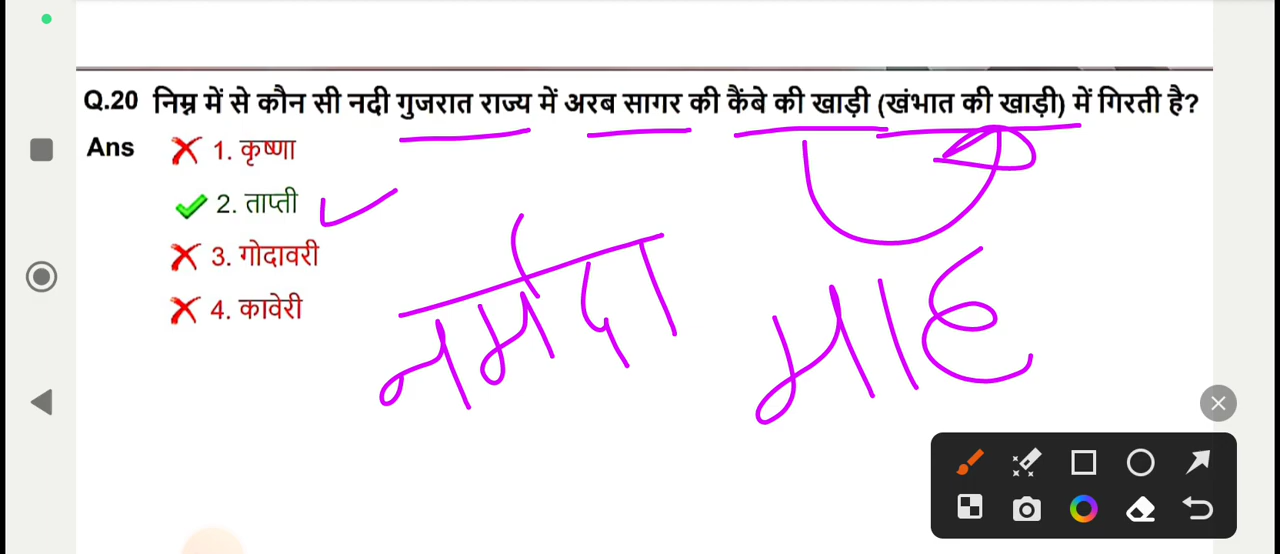 Q.20 निम्न में से कौन सी नदी गुजरात राज्य में अरब सागर की कैंबे की खाड़ी (खंभात की खाड़ी) में गिरती है?
Ans 1. कृष्णा
2. ताप्ती
3. गोदावरी
4. कावेरी
नर्मदा माह